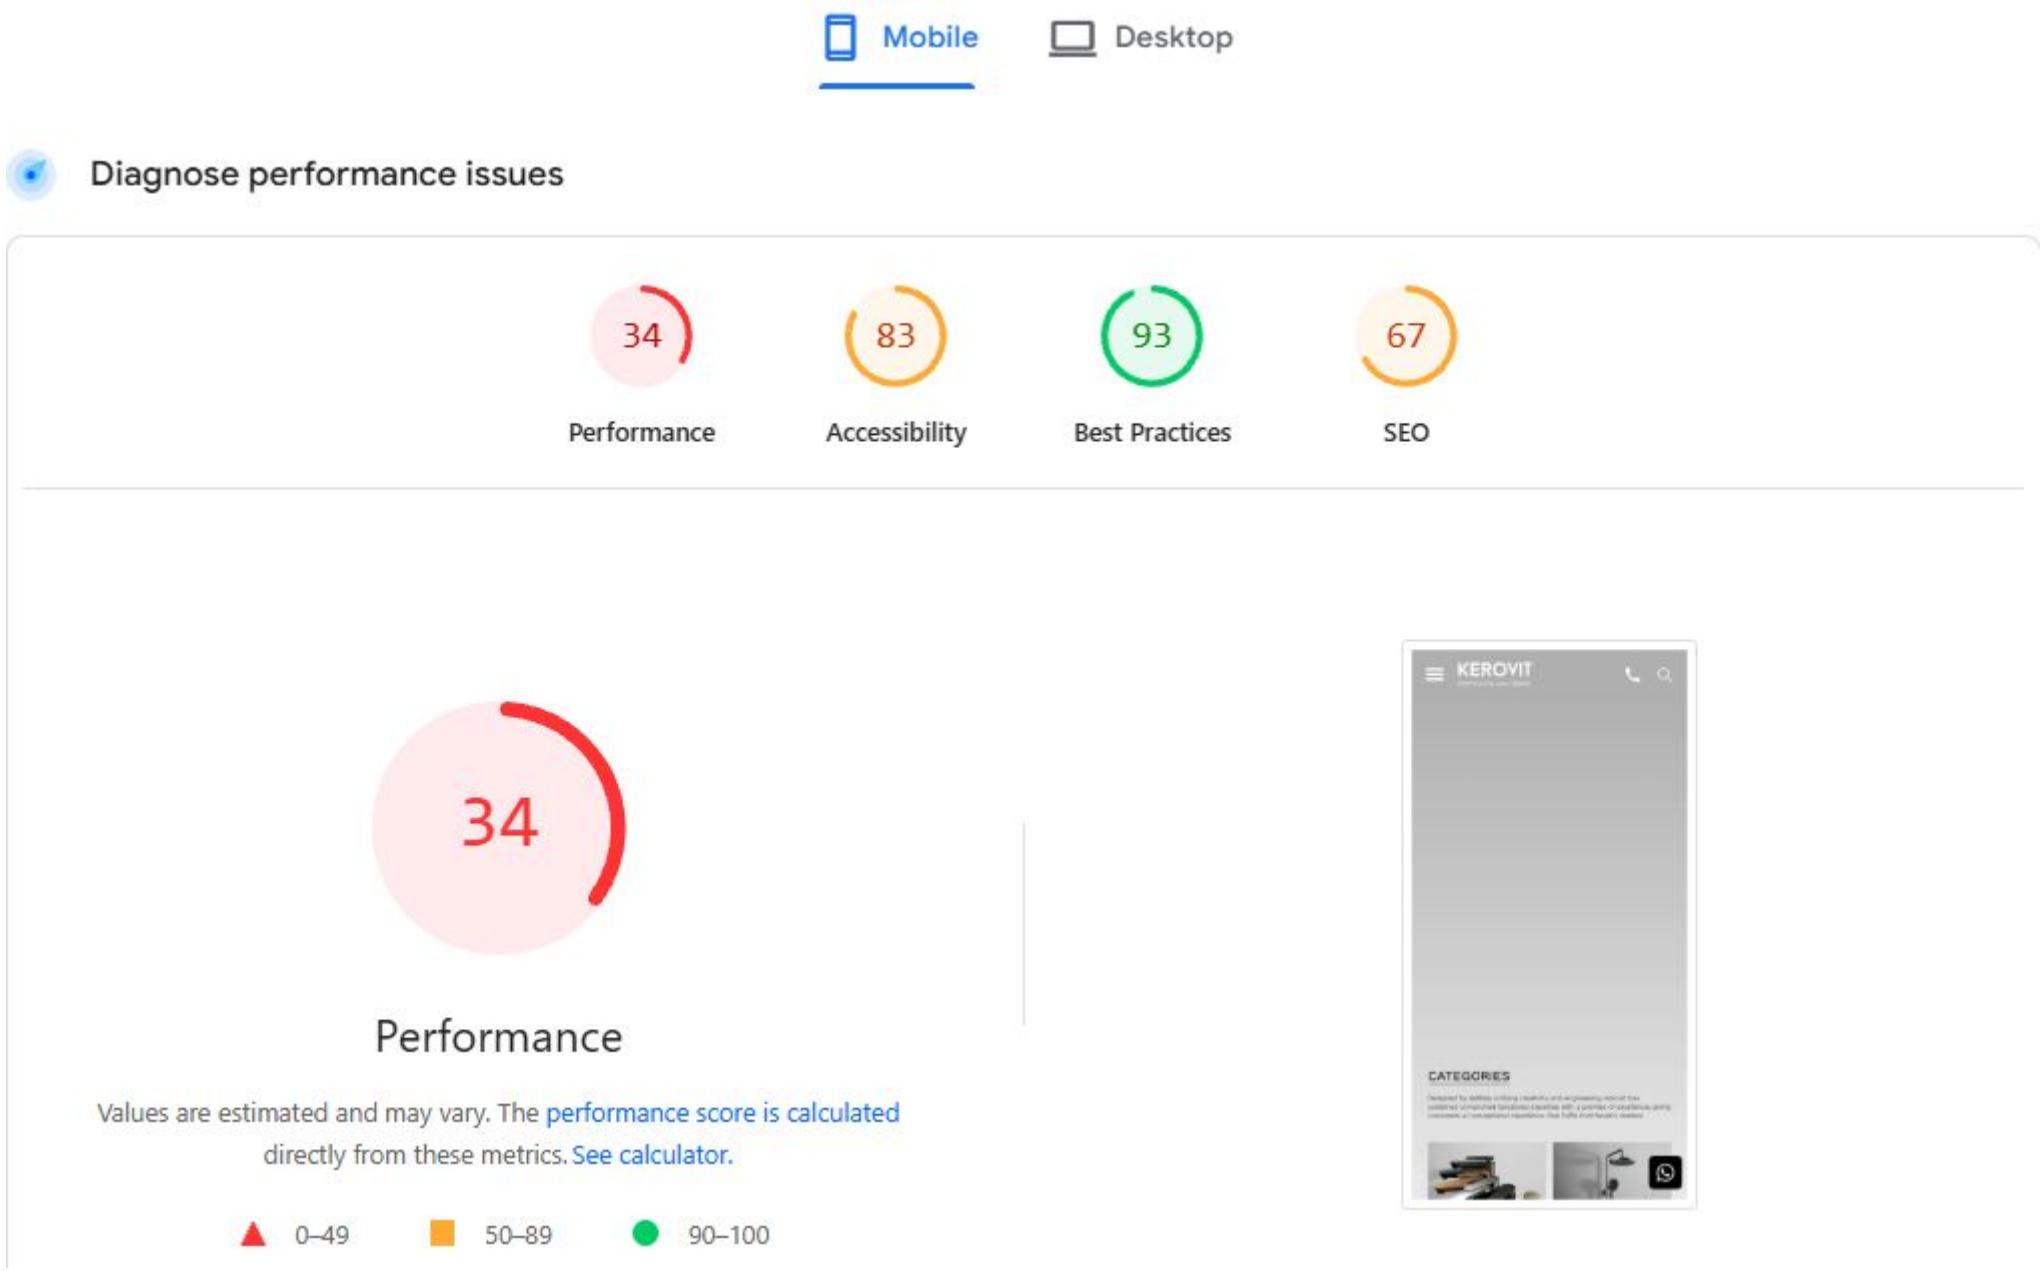 Mobile
Desktop
Diagnose performance issues
34
83
93
67
Performance
Accessibility
Best Practices
SEO
34
Performance
Values are estimated and may vary. The performance score is calculated
directly from these metrics. See calculator.
0–49
50–89
90–100
KEROVIT
CATEGORIES